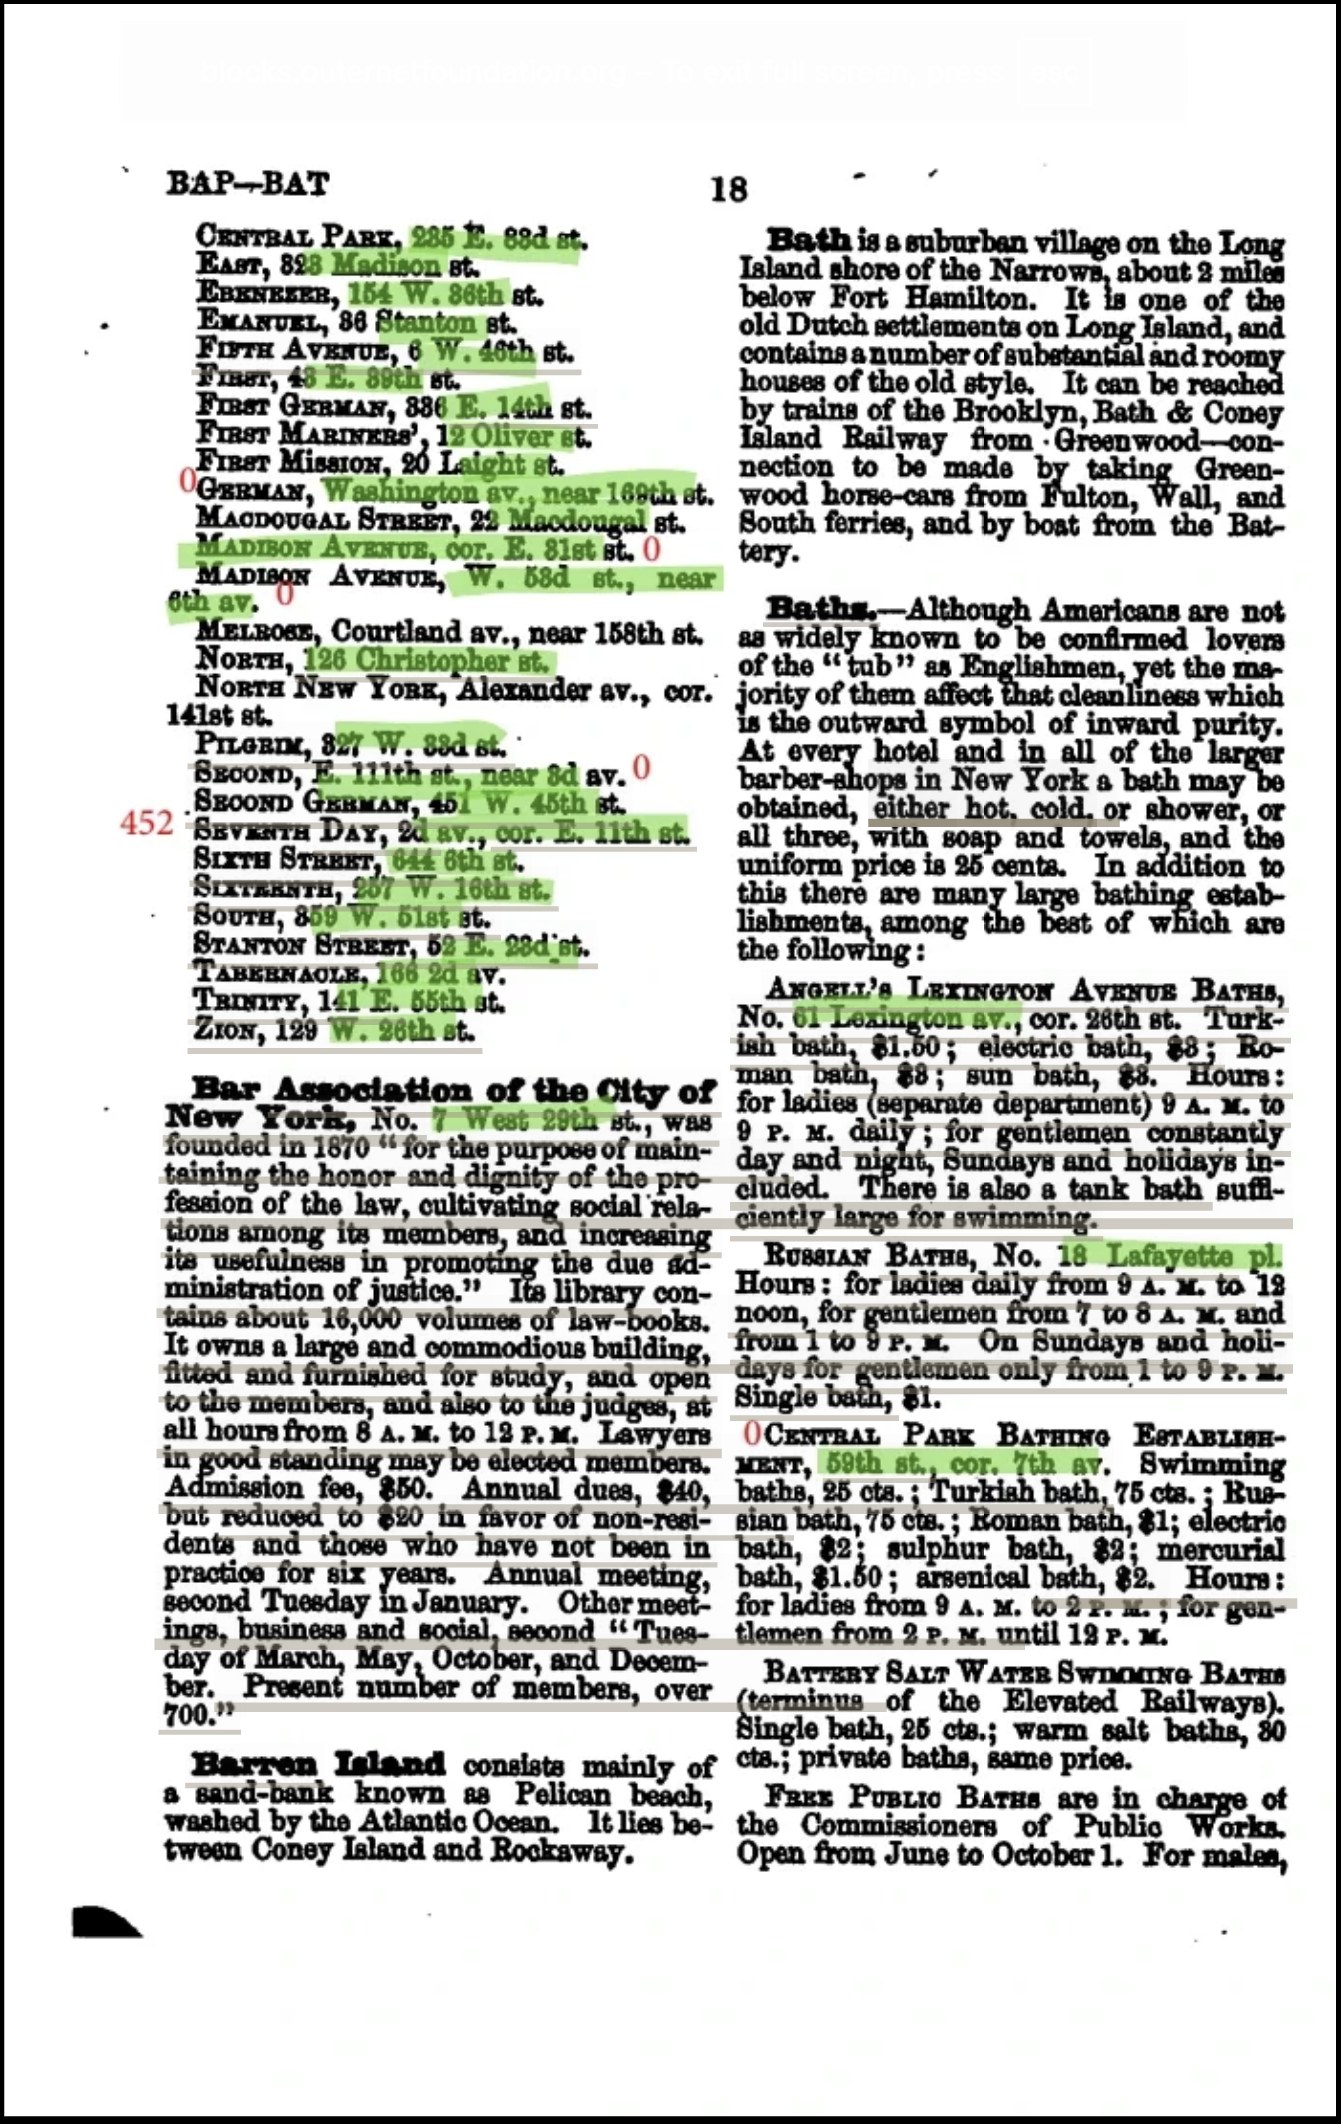 BAP—BAT
18
CENTRAL PARK, 235 E. 83d st.
EAST, 323 Madison st.
EBENEZER, 154 W. 36th st.
EMANUEL, 36 Stanton st.
FIFTH AVENUE, 6 W. 46th st.
FIRST, 43 E. 39th st.
FIRST GERMAN, 336 E. 14th st.
FIRST MARINERS', 12 Oliver st.
FIRST MISSION, 20 Laight st.
0 GERMAN, Washington av., near 169th st.
MACDOUGAL STREET, 22 Macdougal st.
MADISON AVENUE, cor. E. 31st st. 0
MADISON AVENUE, W. 53d st., near
6th av. 0
MELROSE, Courtland av., near 158th st.
NORTH, 126 Christopher st.
NORTH NEW YORK, Alexander av., cor.
141st st.
PILGRIM, 327 W. 33d st.
SECOND, E. 111th st., near 3d av. 0
SECOND GERMAN, 451 W. 45th st.
452 SEVENTH DAY, 2d av., cor. E. 11th st.
SIXTH STREET, 644 6th st.
SIXTEENTH, 257 W. 16th st.
SOUTH, 359 W. 51st st.
STANTON STREET, 52 E. 23d st.
TABERNACLE, 166 2d av.
TRINITY, 141 E. 55th st.
ZION, 129 W. 26th st.
Bar Association of the City of
New York, No. 7 West 29th st., was
founded in 1870 “for the purpose of main-
taining the honor and dignity of the pro-
fession of the law, cultivating social rela-
tions among its members, and increasing
its usefulness in promoting the due ad-
ministration of justice.” Its library con-
tains about 16,000 volumes of law-books.
It owns a large and commodious building,
fitted and furnished for study, and open
to the members, and also to the judges, at
all hours from 8 A. M. to 12 P. M. Lawyers
in good standing may be elected members.
Admission fee, $50. Annual dues, $40,
but reduced to $20 in favor of non-resi-
dents and those who have not been in
practice for six years. Annual meeting,
second Tuesday in January. Other meet-
ings, business and social, second “Tues-
day of March, May, October, and Decem-
ber. Present number of members, over
700.”
Barren Island consists mainly of
a sand-bank known as Pelican beach,
washed by the Atlantic Ocean. It lies be-
tween Coney Island and Rockaway.
Bath is a suburban village on the Long
Island shore of the Narrows, about 2 miles
below Fort Hamilton. It is one of the
old Dutch settlements on Long Island, and
contains a number of substantial and roomy
houses of the old style. It can be reached
by trains of the Brooklyn, Bath & Coney
Island Railway from Greenwood—con-
nection to be made by taking Green-
wood horse-cars from Fulton, Wall, and
South ferries, and by boat from the Bat-
tery.
Baths.—Although Americans are not
as widely known to be confirmed lovers
of the “tub” as Englishmen, yet the ma-
jority of them affect that cleanliness which
is the outward symbol of inward purity.
At every hotel and in all of the larger
barber-shops in New York a bath may be
obtained, either hot, cold, or shower, or
all three, with soap and towels, and the
uniform price is 25 cents. In addition to
this there are many large bathing estab-
lishments, among the best of which are
the following:
ANGELL'S LEXINGTON AVENUE BATHS,
No. 61 Lexington av., cor. 26th st. Turk-
ish bath, $1.50; electric bath, $3; Ro-
man bath, $3; sun bath, $3. Hours:
for ladies (separate department) 9 A. M. to
9 P. M. daily; for gentlemen constantly
day and night, Sundays and holidays in-
cluded. There is also a tank bath suffi-
ciently large for swimming.
RUSSIAN BATHS, No. 18 Lafayette pl.
Hours: for ladies daily from 9 A. M. to 12
noon, for gentlemen from 7 to 8 A. M. and
from 1 to 9 P. M. On Sundays and holi-
days for gentlemen only from 1 to 9 P. M.
Single bath, $1.
0 CENTRAL PARK BATHING ESTABLISH-
MENT, 59th st., cor. 7th av. Swimming
baths, 25 cts.; Turkish bath, 75 cts.; Rus-
sian bath, 75 cts.; Roman bath, $1; electric
bath, $2; sulphur bath, $2; mercurial
bath, $1.50; arsenical bath, $2. Hours:
for ladies from 9 A. M. to 2 P. M.; for gen-
tlemen from 2 P. M. until 12 P. M.
BATTERY SALT WATER SWIMMING BATHS
(terminus of the Elevated Railways).
Single bath, 25 cts.; warm salt baths, 30
cts.; private baths, same price.
FREE PUBLIC BATHS are in charge of
the Commissioners of Public Works.
Open from June to October 1. For males,